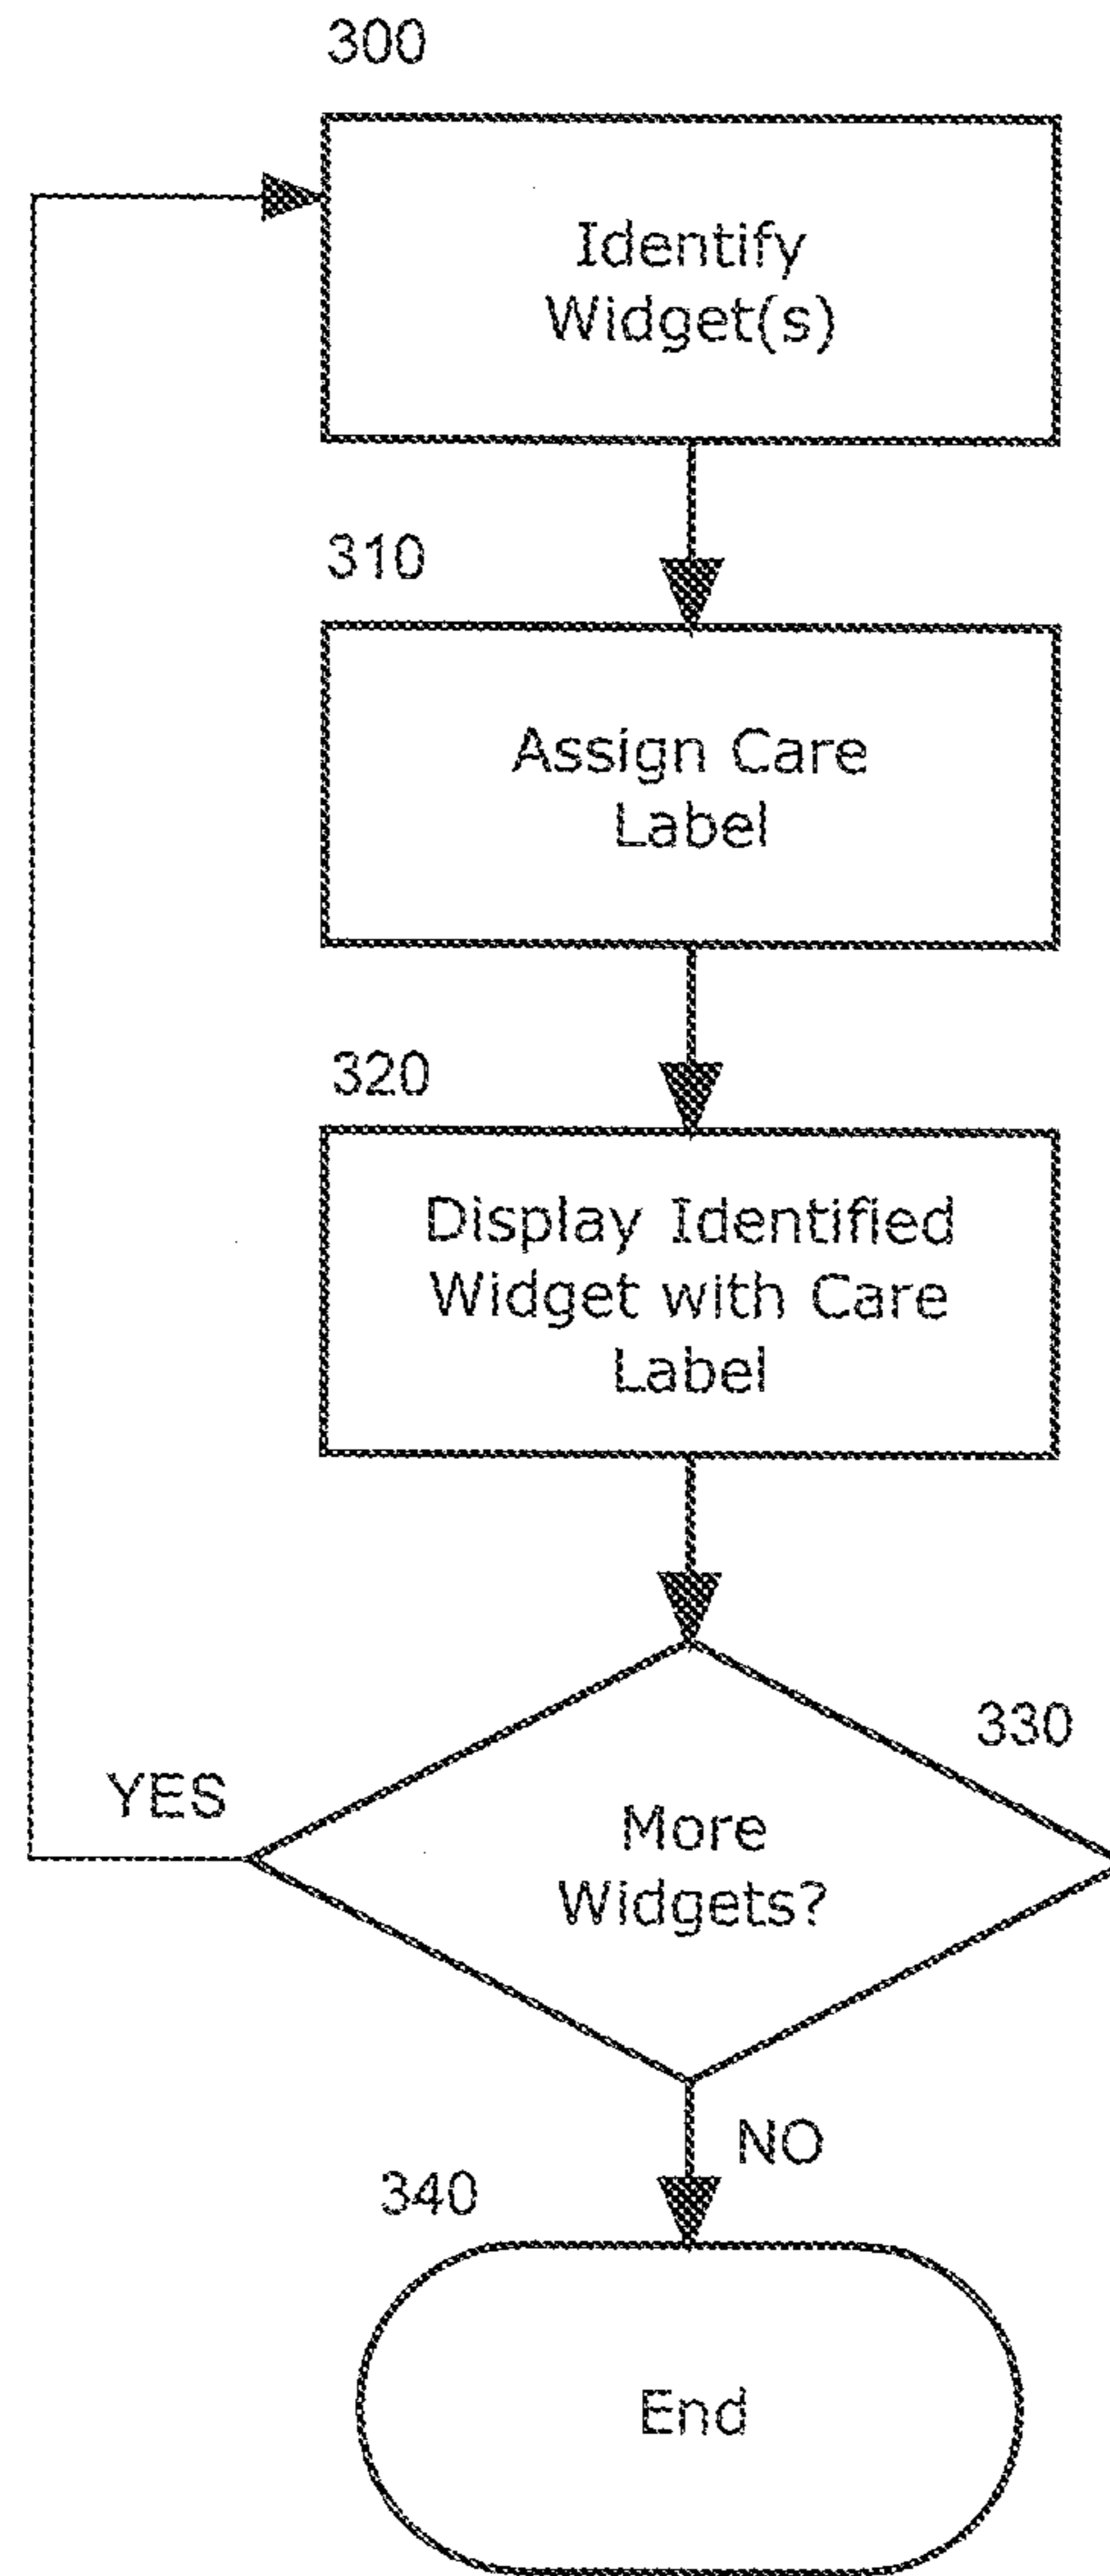 300
Identify
Widget(s)
310
Assign Care
Label
320
Display Identified
Widget with Care
Label
330
YES
More
Widgets?
NO
340
End